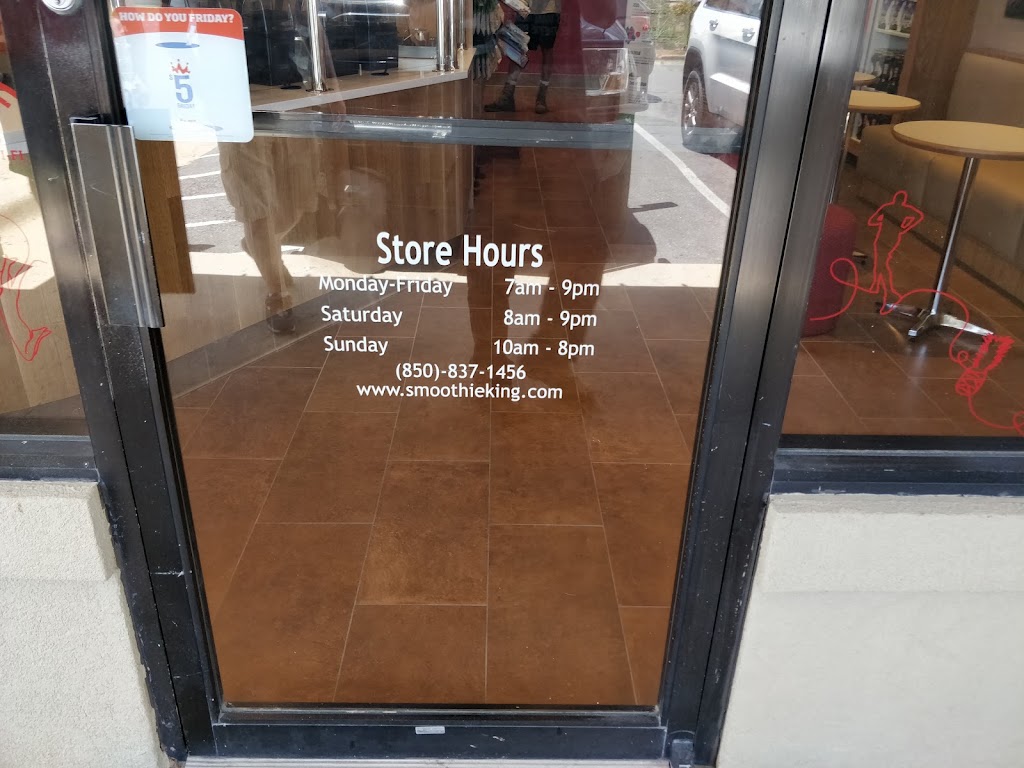 HOW DO YOU FRIDAY?
$5
Store Hours
Monday-Friday 7am - 9pm
Saturday 8am - 9pm
Sunday 10am - 8pm
(850)-837-1456
www.smoothieking.com